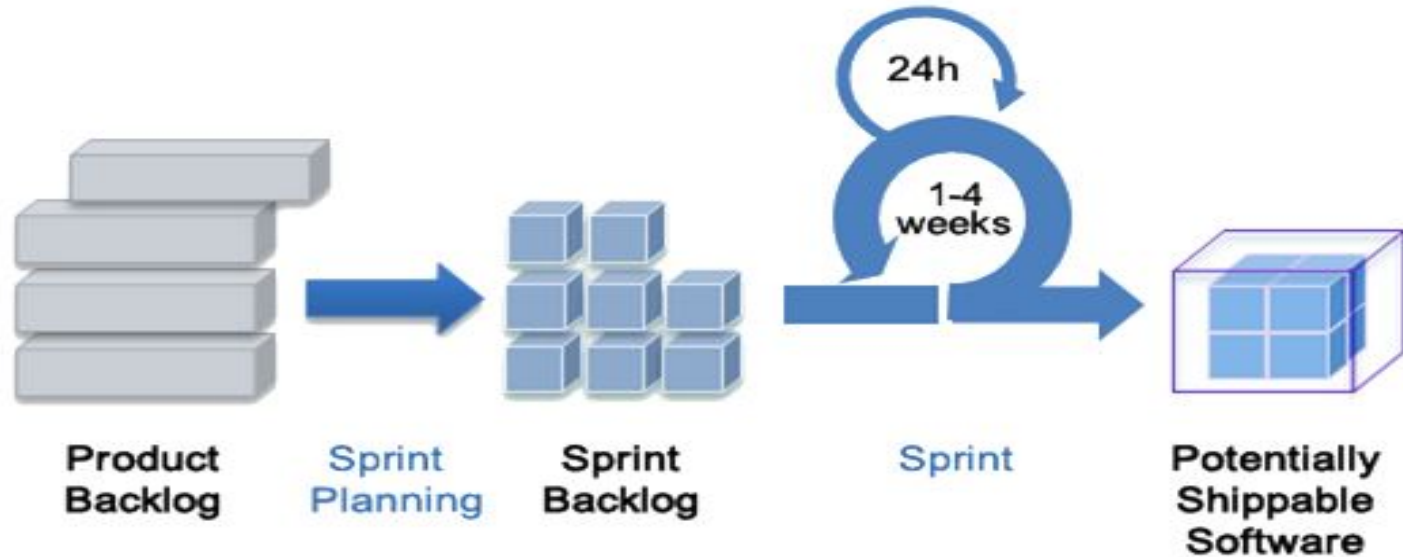 24h
1-4
weeks
Product
Backlog
Sprint
Planning
Sprint
Backlog
Sprint
Potentially
Shippable
Software